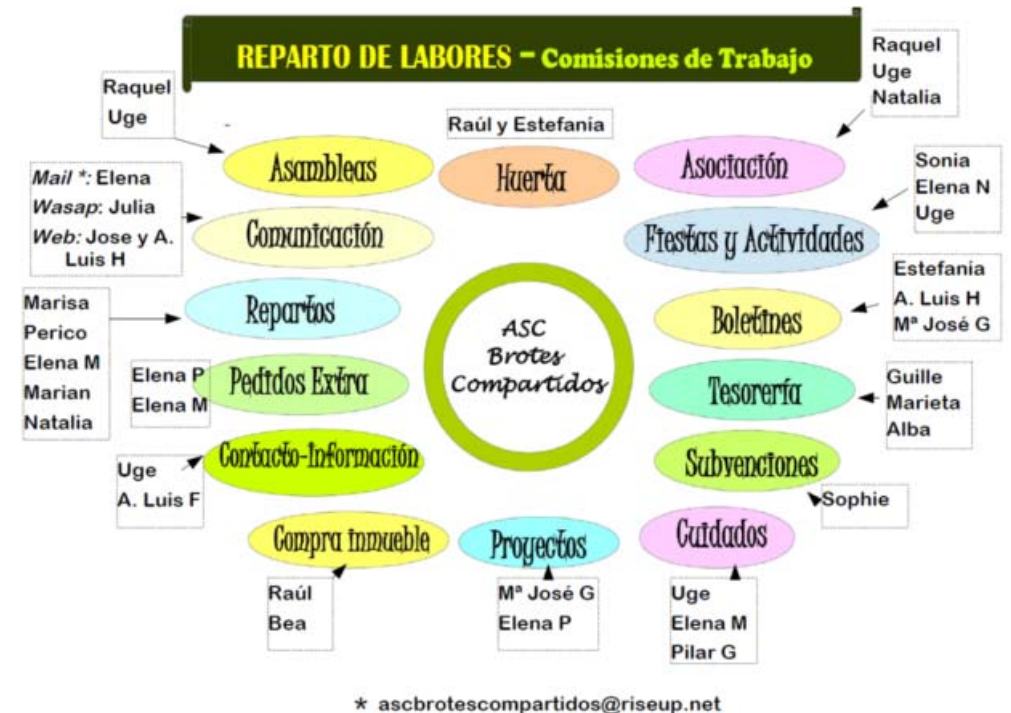 REPARTO DE LABORES - Comisiones de Trabajo
Raquel
Uge
Asambleas
Raúl y Estefanía
Huerta
Raquel
Uge
Natalia
Asociación
Mail *: Elena
Wasap: Julia
Web: Jose y A.
Luis H
Comunicación
Sonia
Elena N
Uge
Fiestas y Actividades
Marisa
Perico
Elena M
Marian
Natalia
Repartos
ASC
Brotes
Compartidos
Estefanía
A. Luis H
Mª José G
Boletines
Elena P
Elena M
Pedidos Extra
Guille
Marieta
Alba
Tesorería
Uge
A. Luis F
Contacto-Información
Subvenciones
Sophie
Compra inmueble
Raúl
Bea
Proyectos
Mª José G
Elena P
Cuidados
Uge
Elena M
Pilar G
* ascbrotescompartidos@riseup.net